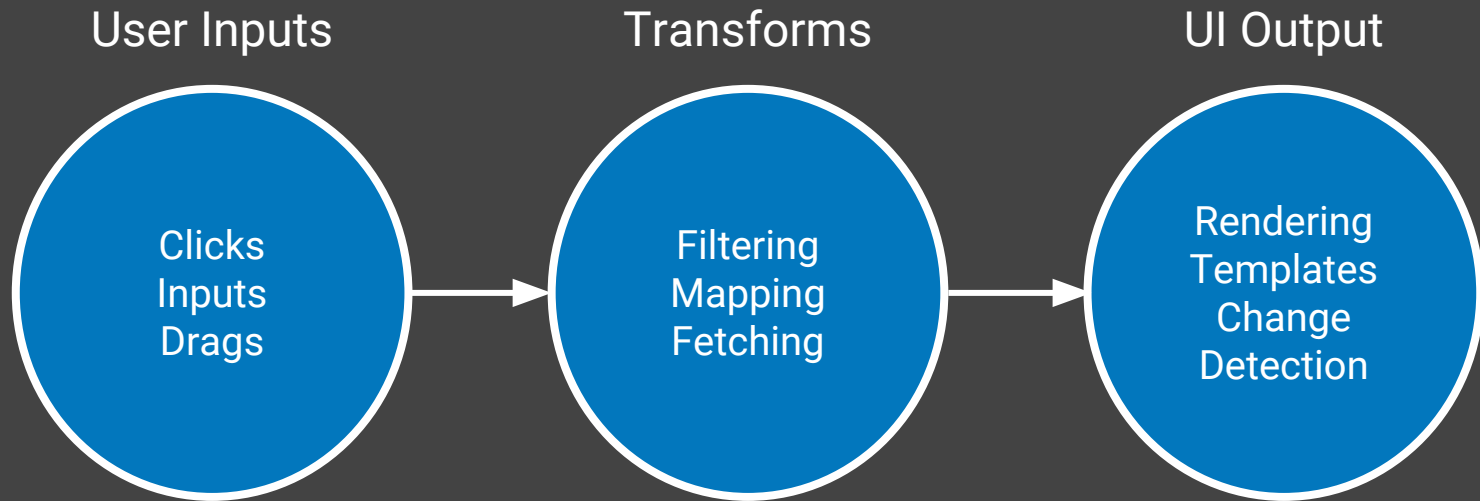 User Inputs
Transforms
UI Output
Clicks
Inputs
Drags
Filtering
Mapping
Fetching
Rendering
Templates
Change
Detection